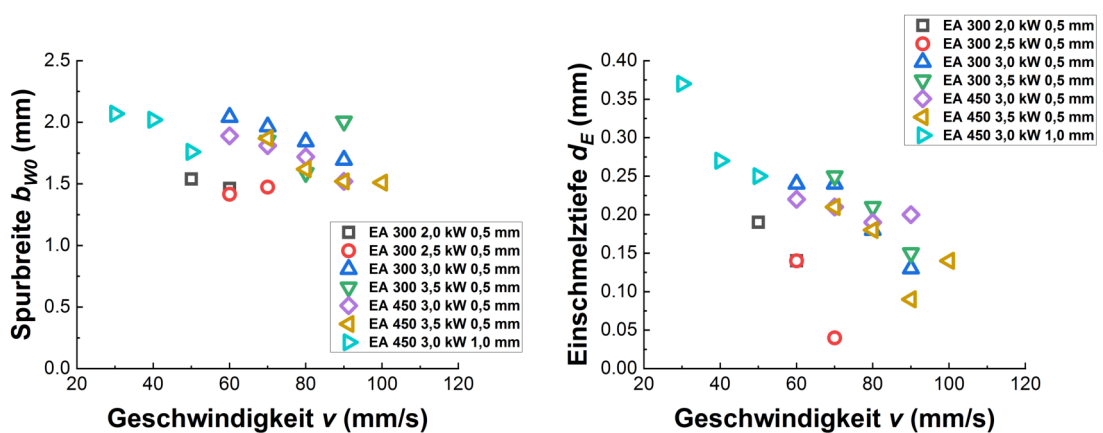 Spurbreite b_W0 (mm)
2.5
2.0
1.5
1.0
0.5
0.0
20 40 60 80 100 120
Geschwindigkeit v (mm/s)
EA 300 2,0 kW 0,5 mm
EA 300 2,5 kW 0,5 mm
EA 300 3,0 kW 0,5 mm
EA 300 3,5 kW 0,5 mm
EA 450 3,0 kW 0,5 mm
EA 450 3,5 kW 0,5 mm
EA 450 3,0 kW 1,0 mm
EA 300 2,0 kW 0,5 mm
EA 300 2,5 kW 0,5 mm
EA 300 3,0 kW 0,5 mm
EA 300 3,5 kW 0,5 mm
EA 450 3,0 kW 0,5 mm
EA 450 3,5 kW 0,5 mm
EA 450 3,0 kW 1,0 mm
Einschmelztiefe d_E (mm)
0.40
0.35
0.30
0.25
0.20
0.15
0.10
0.05
0.00
20 40 60 80 100 120
Geschwindigkeit v (mm/s)